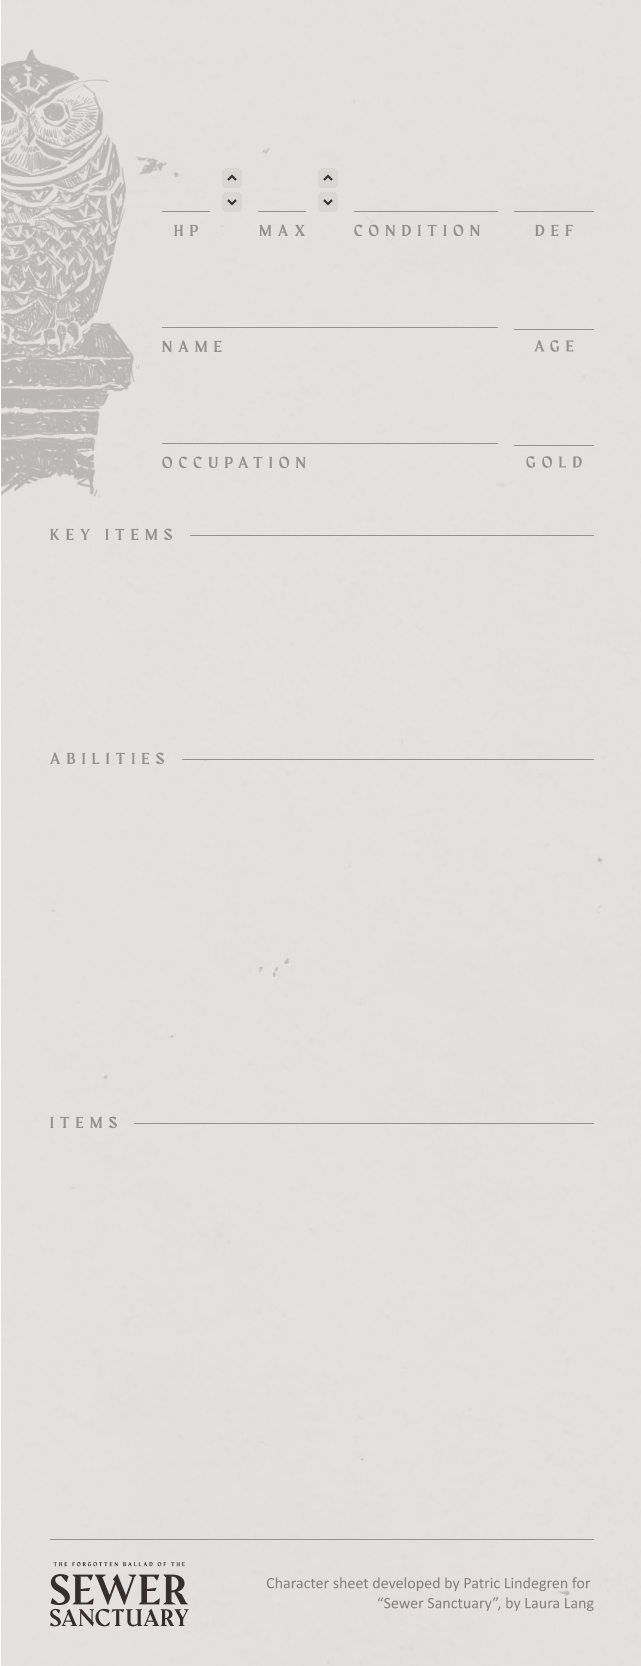 HP MAX CONDITION DEF
NAME AGE
OCCUPATION GOLD
KEY ITEMS
ABILITIES
ITEMS
THE FORGOTTEN BALLAD OF THE
SEWER
SANCTUARY
Character sheet developed by Patric Lindegren for
“Sewer Sanctuary”, by Laura Lang